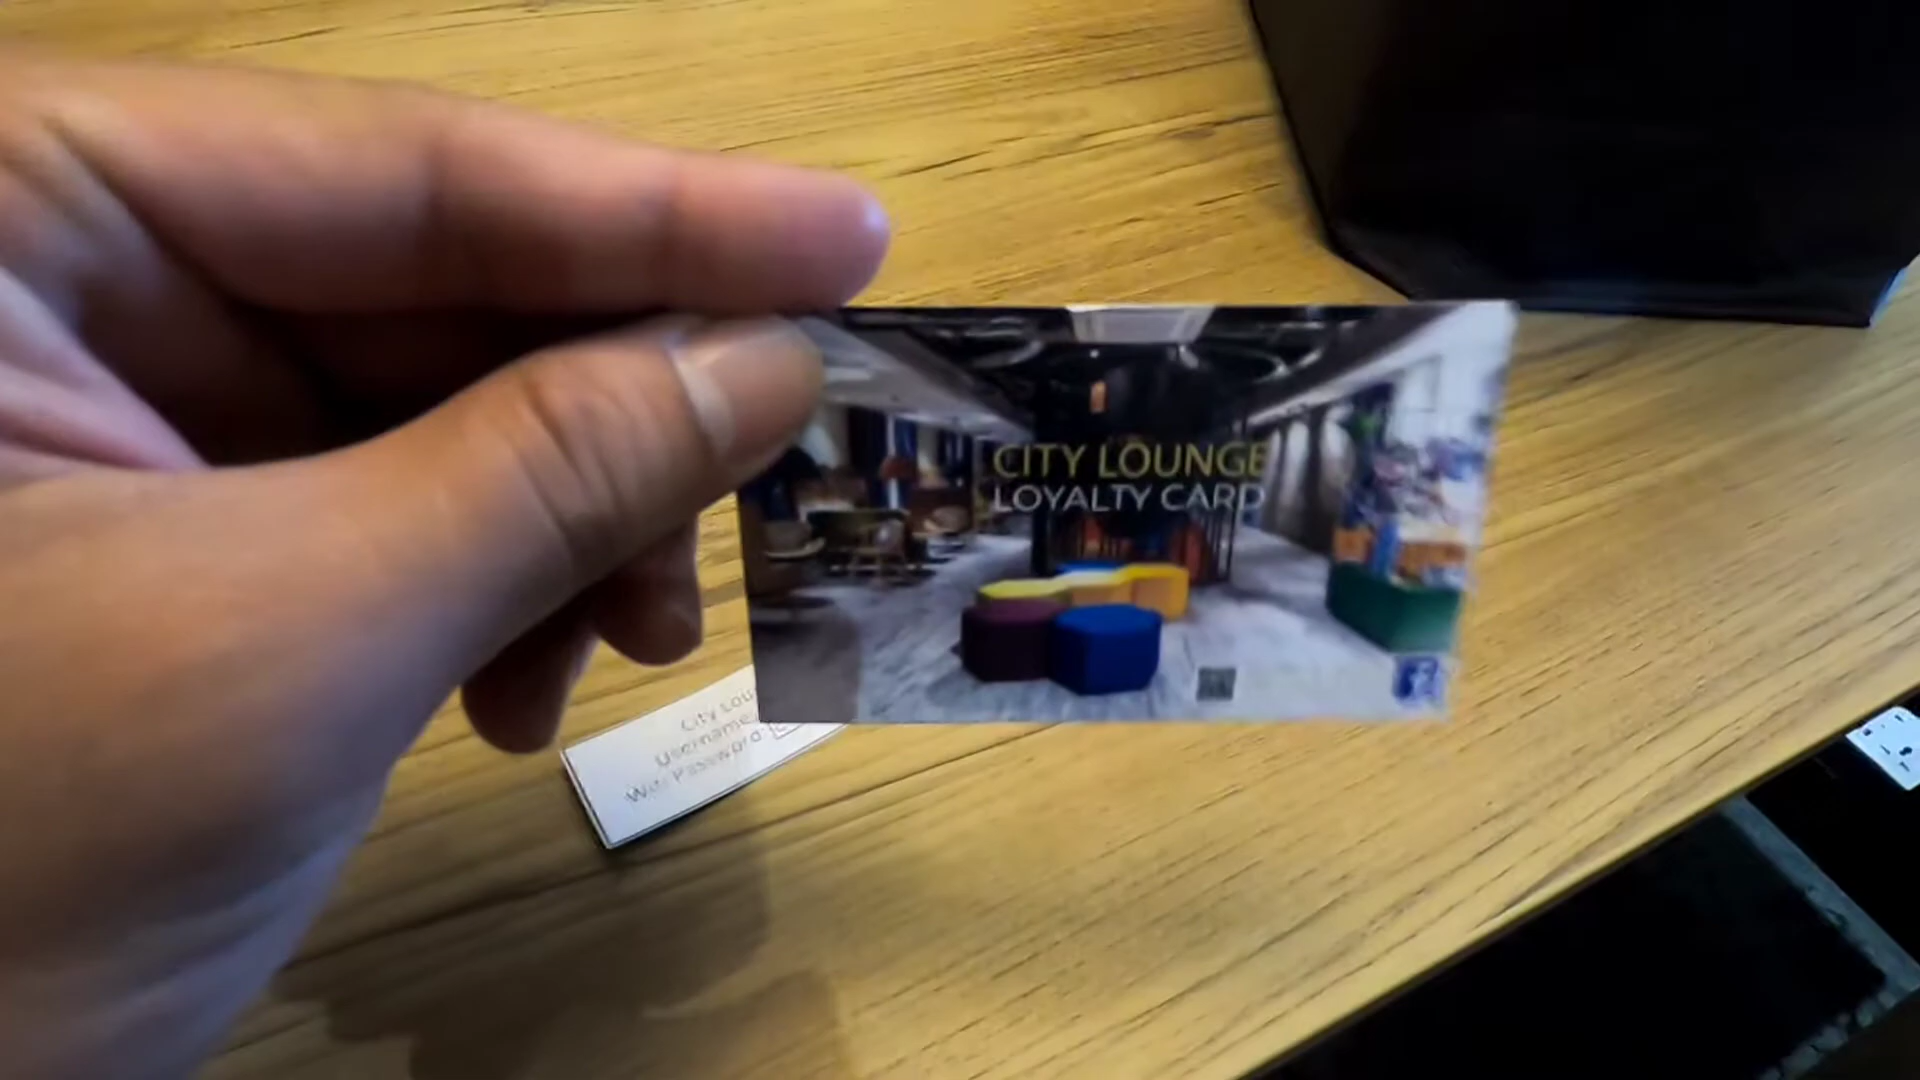 CITY LOUNGE
LOYALTY CARD
City Lou
Username
Wifi Password: